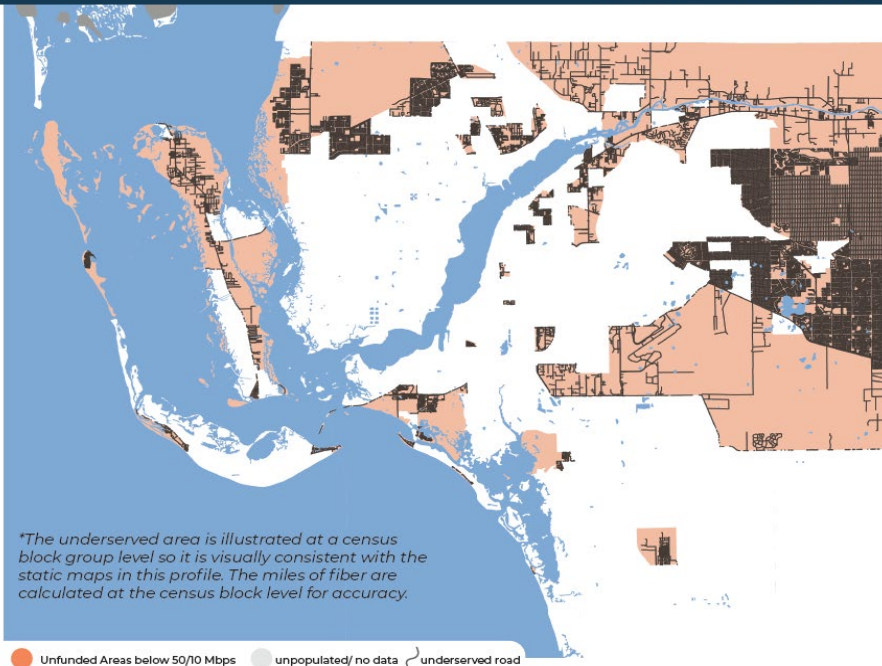 *The underserved area is illustrated at a census
block group level so it is visually consistent with the
static maps in this profile. The miles of fiber are
calculated at the census block level for accuracy.
Unfunded Areas below 50/10 Mbps unpopulated/ no data underserved road